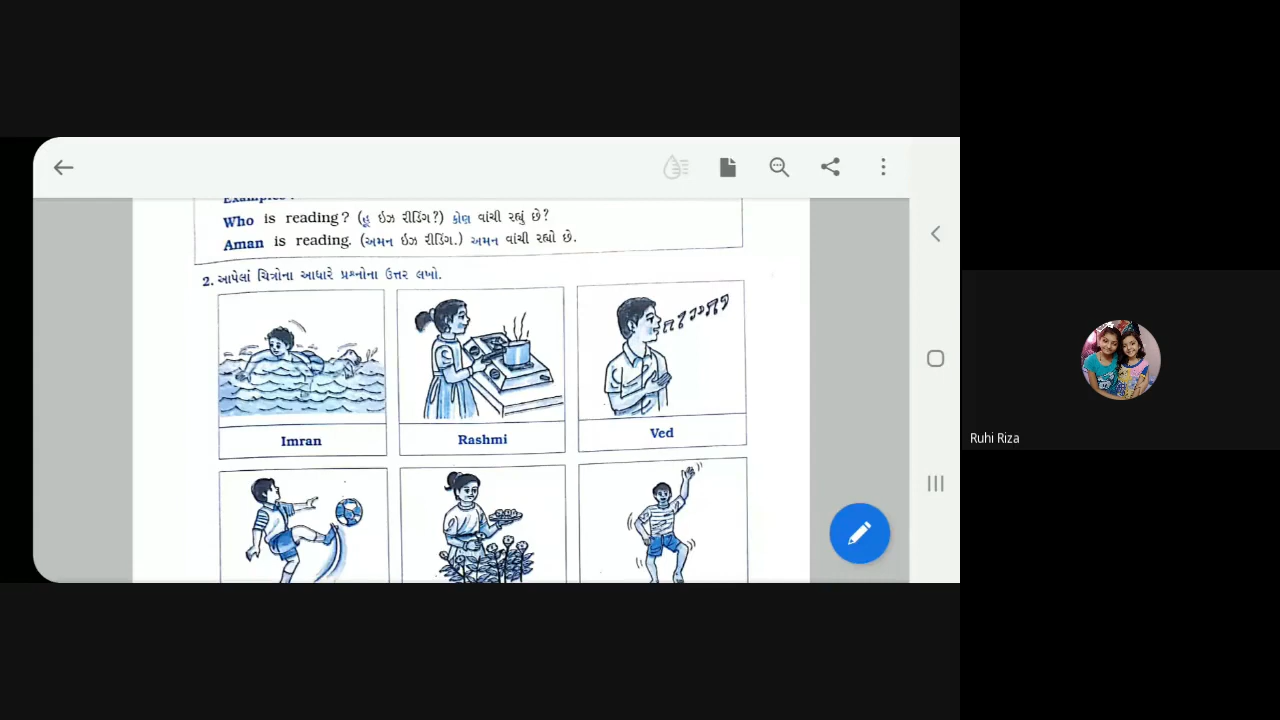 Examples :
Who is reading? (હૂ ઇઝ રીડિંગ?) કોણ વાંચી રહ્યું છે?
Aman is reading. (અમન ઇઝ રીડિંગ.) અમન વાંચી રહ્યો છે.
2. આપેલાં ચિત્રોના આધારે પ્રશ્નોના ઉત્તર લખો.
Imran
Rashmi
Ved
Ruhi Riza